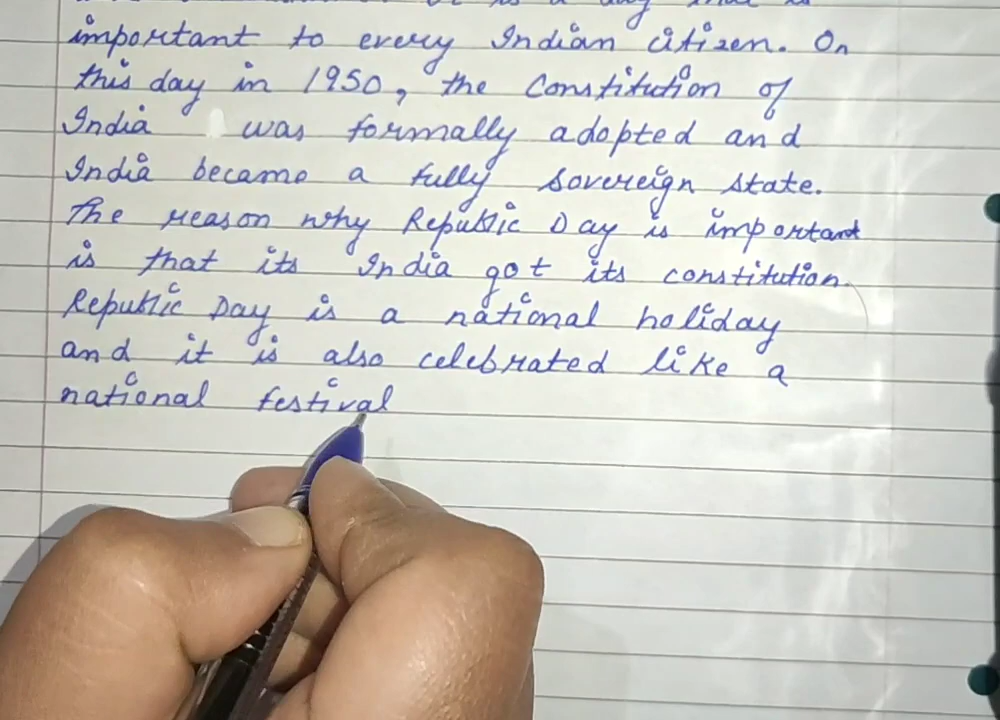 important to every Indian citizen. On
this day in 1950, the Constitution of
India was formally adopted and
India became a fully sovereign state.
The reason why Republic Day is important
is that its India got its constitution.
Republic Day is a national holiday
and it is also celebrated like a
national festival